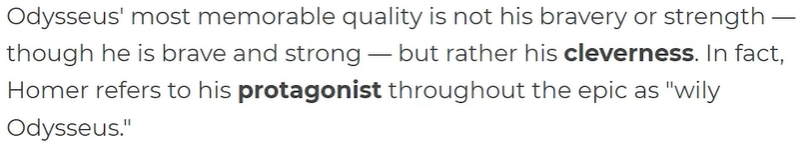 Odysseus' most memorable quality is not his bravery or strength —
though he is brave and strong — but rather his cleverness. In fact,
Homer refers to his protagonist throughout the epic as "wily
Odysseus."